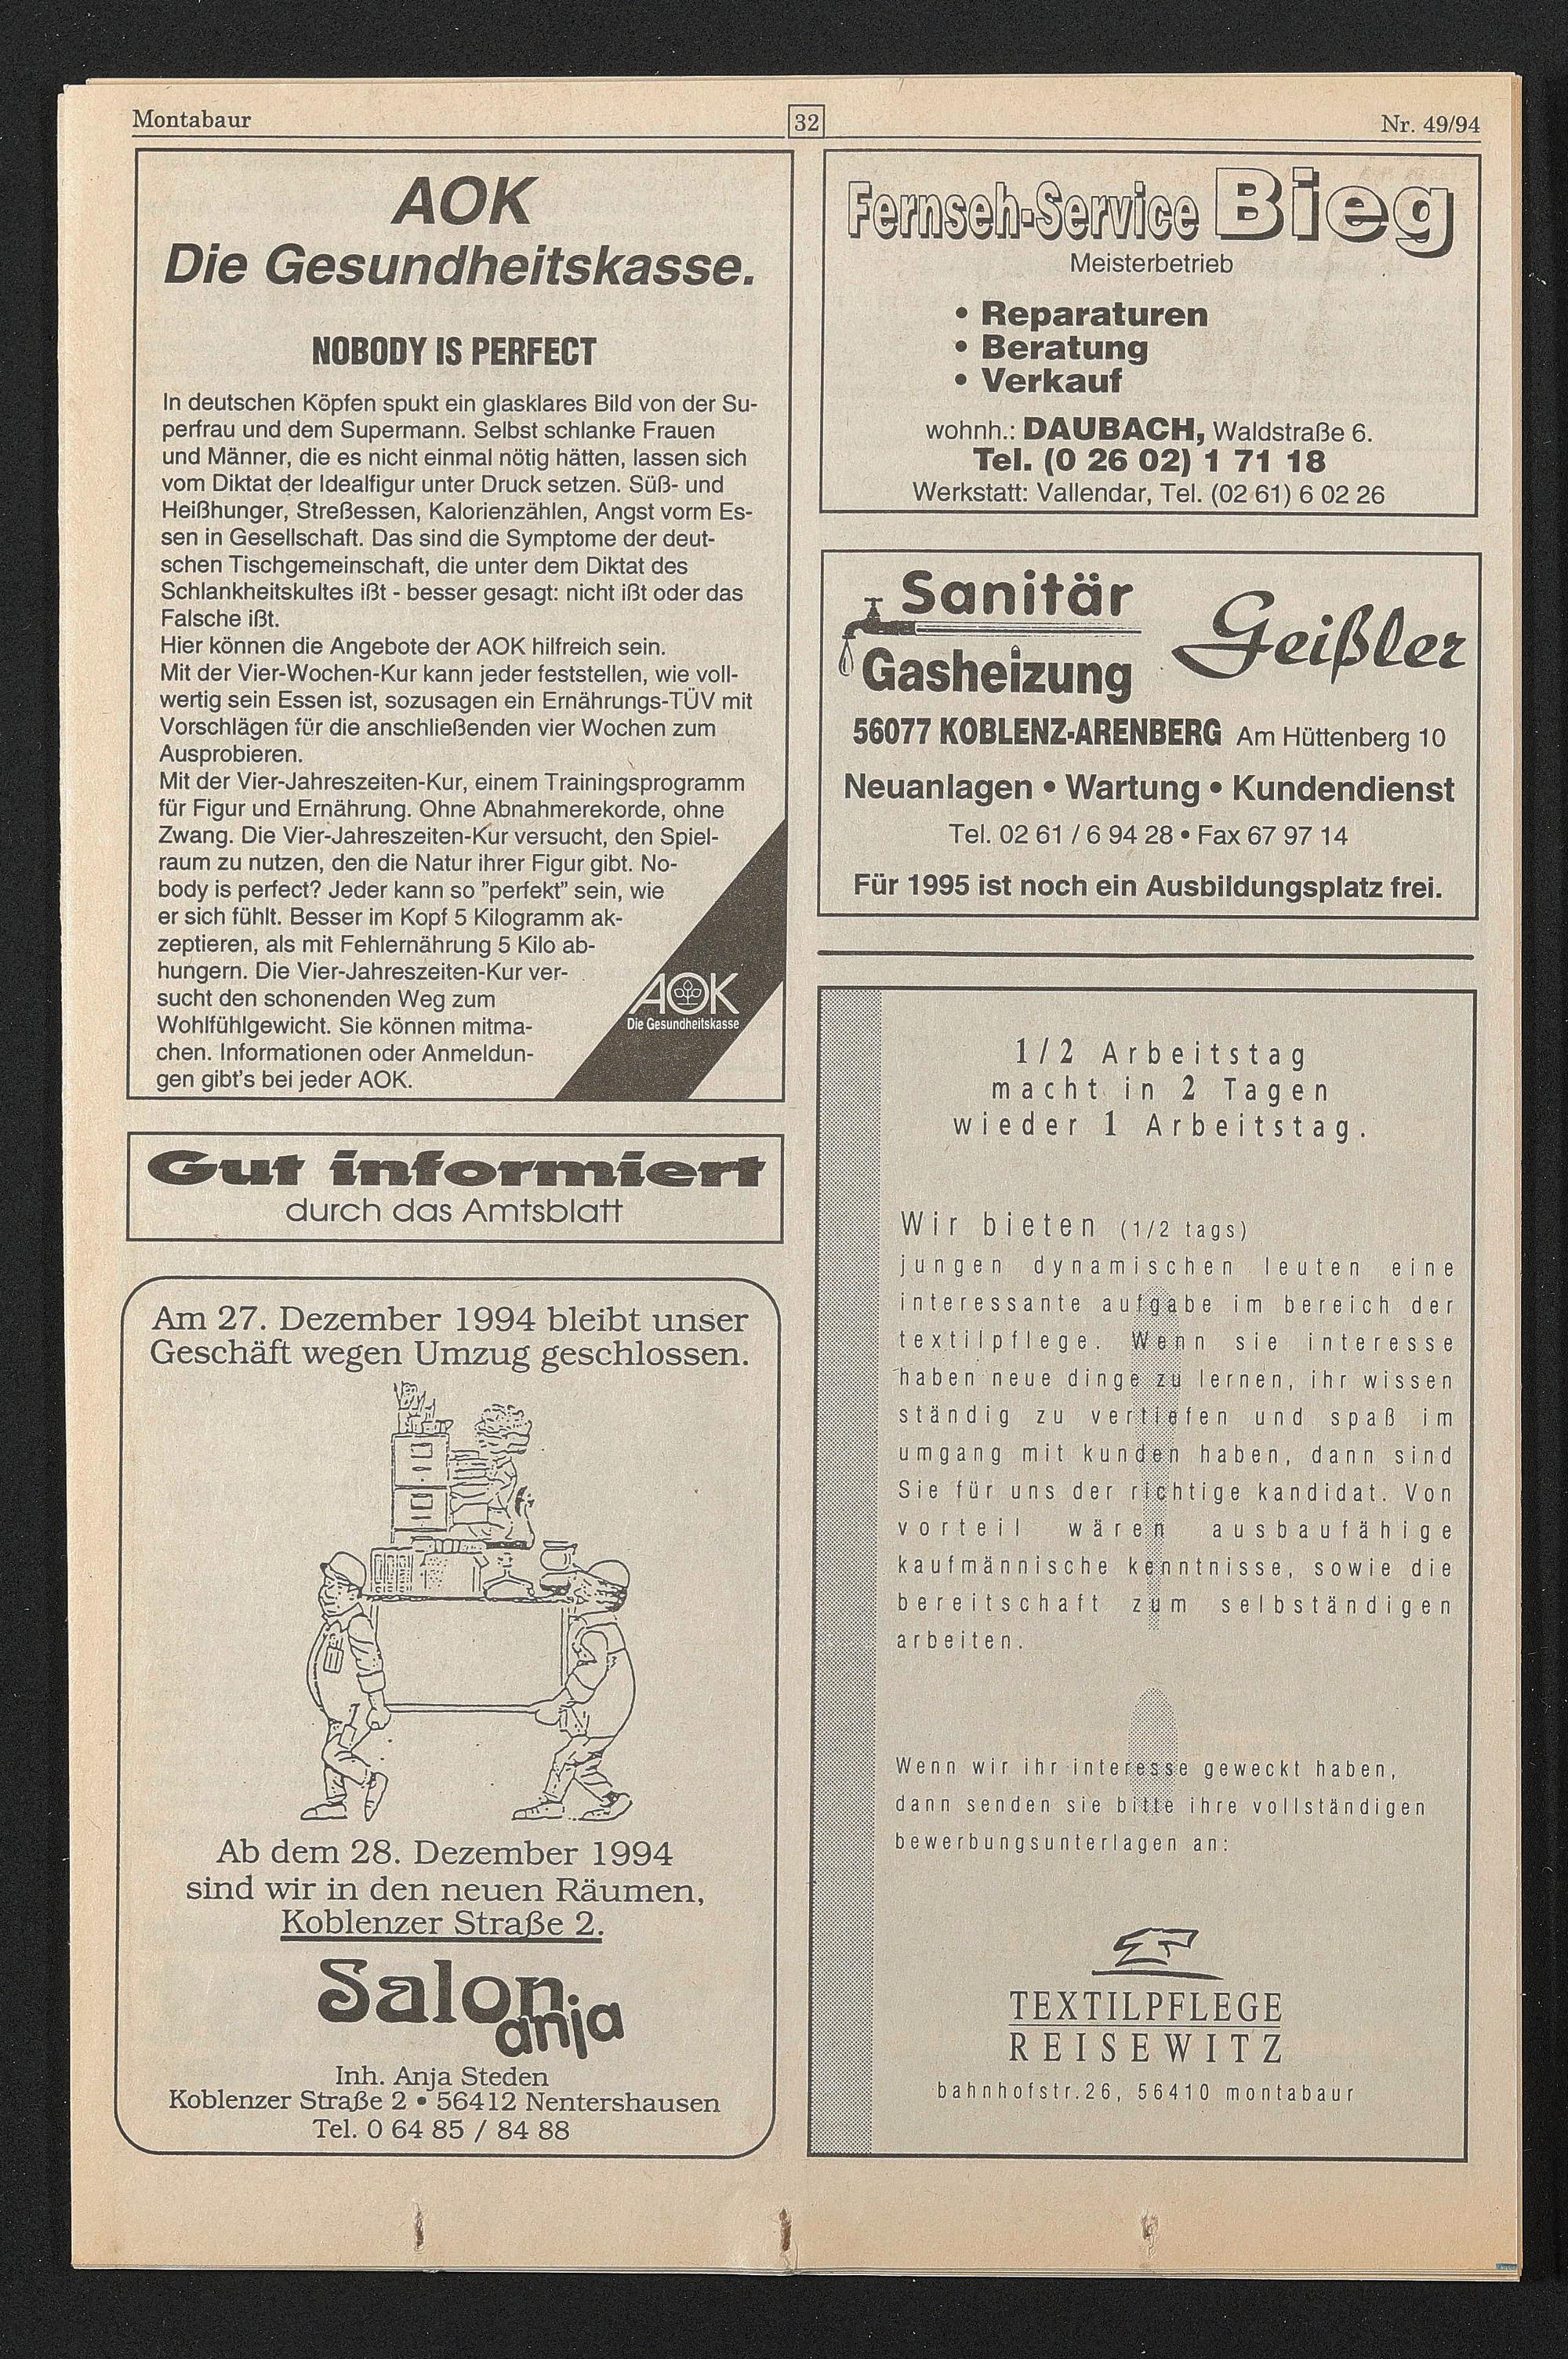 Montabaur
32
Nr. 49/94
AOK
Die Gesundheitskasse.
NOBODY IS PERFECT
In deutschen Köpfen spukt ein glasklares Bild von der Su-
perfrau und dem Supermann. Selbst schlanke Frauen
und Männer, die es nicht einmal nötig hätten, lassen sich
vom Diktat der Idealfigur unter Druck setzen. Süß- und
Heißhunger, Streßessen, Kalorienzählen, Angst vorm Es-
sen in Gesellschaft. Das sind die Symptome der deut-
schen Tischgemeinschaft, die unter dem Diktat des
Schlankheitskultes ißt - besser gesagt: nicht ißt oder das
Falsche ißt.
Hier können die Angebote der AOK hilfreich sein.
Mit der Vier-Wochen-Kur kann jeder feststellen, wie voll-
wertig sein Essen ist, sozusagen ein Ernährungs-TÜV mit
Vorschlägen für die anschließenden vier Wochen zum
Ausprobieren.
Mit der Vier-Jahreszeiten-Kur, einem Trainingsprogramm
für Figur und Ernährung. Ohne Abnahmerekorde, ohne
Zwang. Die Vier-Jahreszeiten-Kur versucht, den Spiel-
raum zu nutzen, den die Natur ihrer Figur gibt. No-
body is perfect? Jeder kann so "perfekt" sein, wie
er sich fühlt. Besser im Kopf 5 Kilogramm ak-
zeptieren, als mit Fehlernährung 5 Kilo ab-
hungern. Die Vier-Jahreszeiten-Kur ver-
sucht den schonenden Weg zum
Wohlfühlgewicht. Sie können mitma-
chen. Informationen oder Anmeldun-
gen gibt's bei jeder AOK.
AOK
Die Gesundheitskasse
Gut informiert
durch das Amtsblatt
Am 27. Dezember 1994 bleibt unser
Geschäft wegen Umzug geschlossen.
Ab dem 28. Dezember 1994
sind wir in den neuen Räumen,
Koblenzer Straße 2.
Salon
anja
Inh. Anja Steden
Koblenzer Straße 2 • 56412 Nentershausen
Tel. 0 64 85 / 84 88
Fernseh-Service Bieg
Meisterbetrieb
• Reparaturen
• Beratung
• Verkauf
wohnh.: DAUBACH, Waldstraße 6.
Tel. (0 26 02) 1 71 18
Werkstatt: Vallendar, Tel. (02 61) 6 02 26
Sanitär
Gasheizung
Geißler
56077 KOBLENZ-ARENBERG Am Hüttenberg 10
Neuanlagen • Wartung • Kundendienst
Tel. 02 61 / 6 94 28 • Fax 67 97 14
Für 1995 ist noch ein Ausbildungsplatz frei.
1/2 Arbeitstag
macht in 2 Tagen
wieder 1 Arbeitstag.
Wir bieten (1/2 tags)
jungen dynamischen leuten eine
interessante aufgabe im bereich der
textilpflege. Wenn sie interesse
haben neue dinge zu lernen, ihr wissen
ständig zu vertiefen und spaß im
umgang mit kunden haben, dann sind
Sie für uns der richtige kandidat. Von
vorteil wären ausbaufähige
kaufmännische kenntnisse, sowie die
bereitschaft zum selbständigen
arbeiten.
Wenn wir ihr interesse geweckt haben,
dann senden sie bitte ihre vollständigen
bewerbungsunterlagen an:
TEXTILPFLEGE
REISEWITZ
bahnhofstr.26, 56410 montabaur